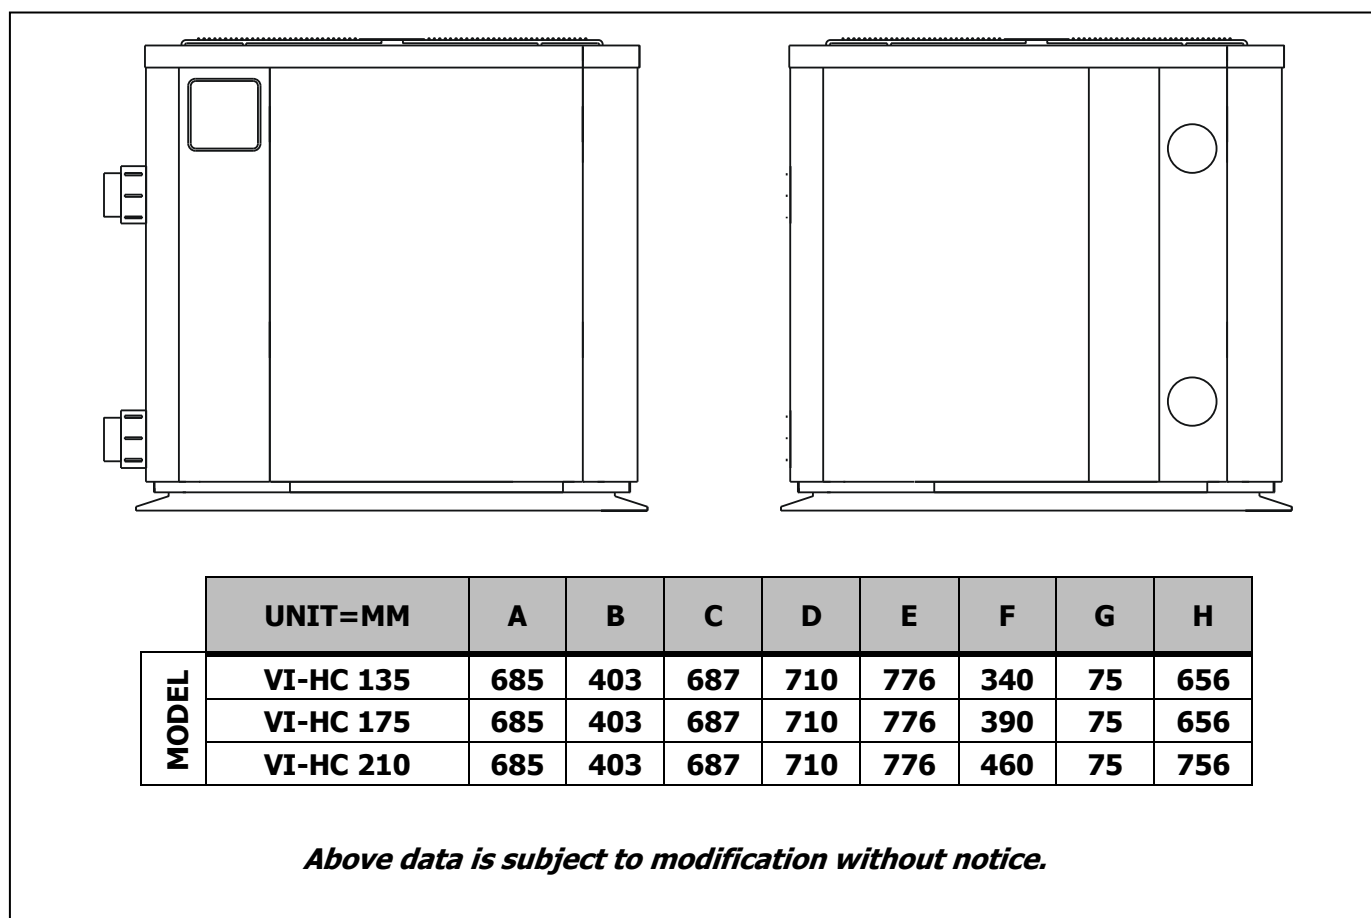 UNIT=MM A B C D E F G H
MODEL
VI-HC 135 685 403 687 710 776 340 75 656
VI-HC 175 685 403 687 710 776 390 75 656
VI-HC 210 685 403 687 710 776 460 75 756
Above data is subject to modification without notice.